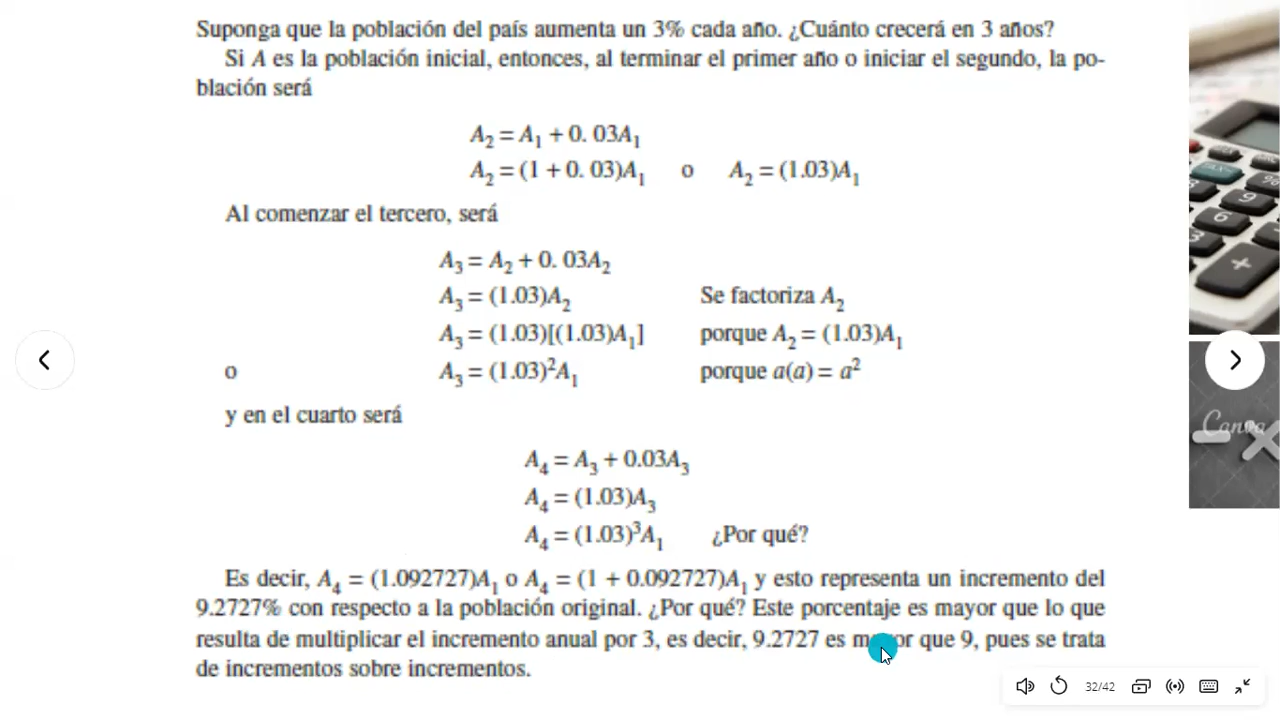 Suponga que la población del país aumenta un 3% cada año. ¿Cuánto crecerá en 3 años?
Si A es la población inicial, entonces, al terminar el primer año o iniciar el segundo, la po-
blación será
A₂ = A₁ + 0. 03A₁
A₂ = (1 + 0. 03)A₁ o A₂ = (1.03)A₁
Al comenzar el tercero, será
A₃ = A₂ + 0. 03A₂
A₃ = (1.03)A₂ Se factoriza A₂
A₃ = (1.03)[(1.03)A₁] porque A₂ = (1.03)A₁
o A₃ = (1.03)²A₁ porque a(a) = a²
y en el cuarto será
A₄ = A₃ + 0.03A₃
A₄ = (1.03)A₃
A₄ = (1.03)³A₁ ¿Por qué?
Es decir, A₄ = (1.092727)A₁ o A₄ = (1 + 0.092727)A₁ y esto representa un incremento del
9.2727% con respecto a la población original. ¿Por qué? Este porcentaje es mayor que lo que
resulta de multiplicar el incremento anual por 3, es decir, 9.2727 es mayor que 9, pues se trata
de incrementos sobre incrementos.
%
9
6
3
+
Canva
32/42